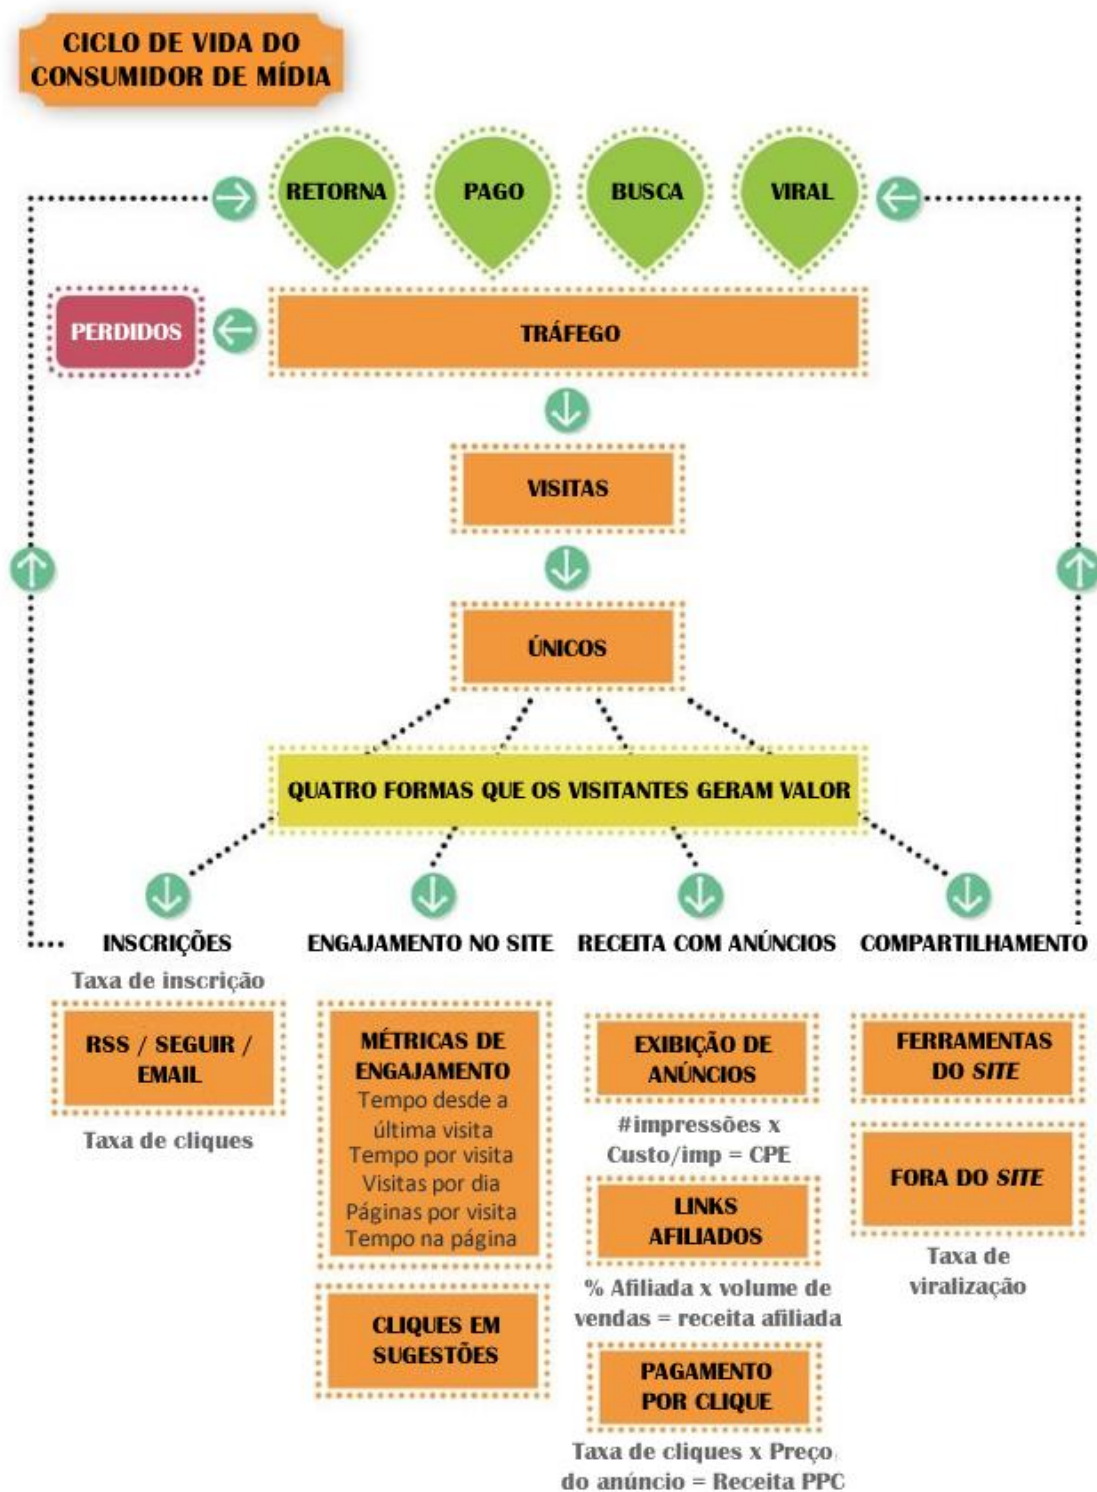 CICLO DE VIDA DO
CONSUMIDOR DE MÍDIA
RETORNA
PAGO
BUSCA
VIRAL
PERDIDOS
TRÁFEGO
VISITAS
ÚNICOS
QUATRO FORMAS QUE OS VISITANTES GERAM VALOR
INSCRIÇÕES
Taxa de inscrição
RSS / SEGUIR /
EMAIL
Taxa de cliques
ENGAJAMENTO NO SITE
MÉTRICAS DE
ENGAJAMENTO
Tempo desde a
última visita
Tempo por visita
Visitas por dia
Páginas por visita
Tempo na página
CLIQUES EM
SUGESTÕES
RECEITA COM ANÚNCIOS
EXIBIÇÃO DE
ANÚNCIOS
#impressões x
Custo/imp = CPE
LINKS
AFILIADOS
% Afiliada x volume de
vendas = receita afiliada
PAGAMENTO
POR CLIQUE
Taxa de cliques x Preço
do anúncio = Receita PPC
COMPARTILHAMENTO
FERRAMENTAS
DO SITE
FORA DO SITE
Taxa de
viralização